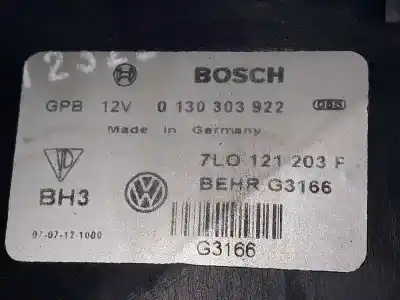 BOSCH
GPB 12V 0 130 303 922
Made in Germany
7L0 121 203 F
BH3 BEHR G3166
07-07-12-1000
G3166